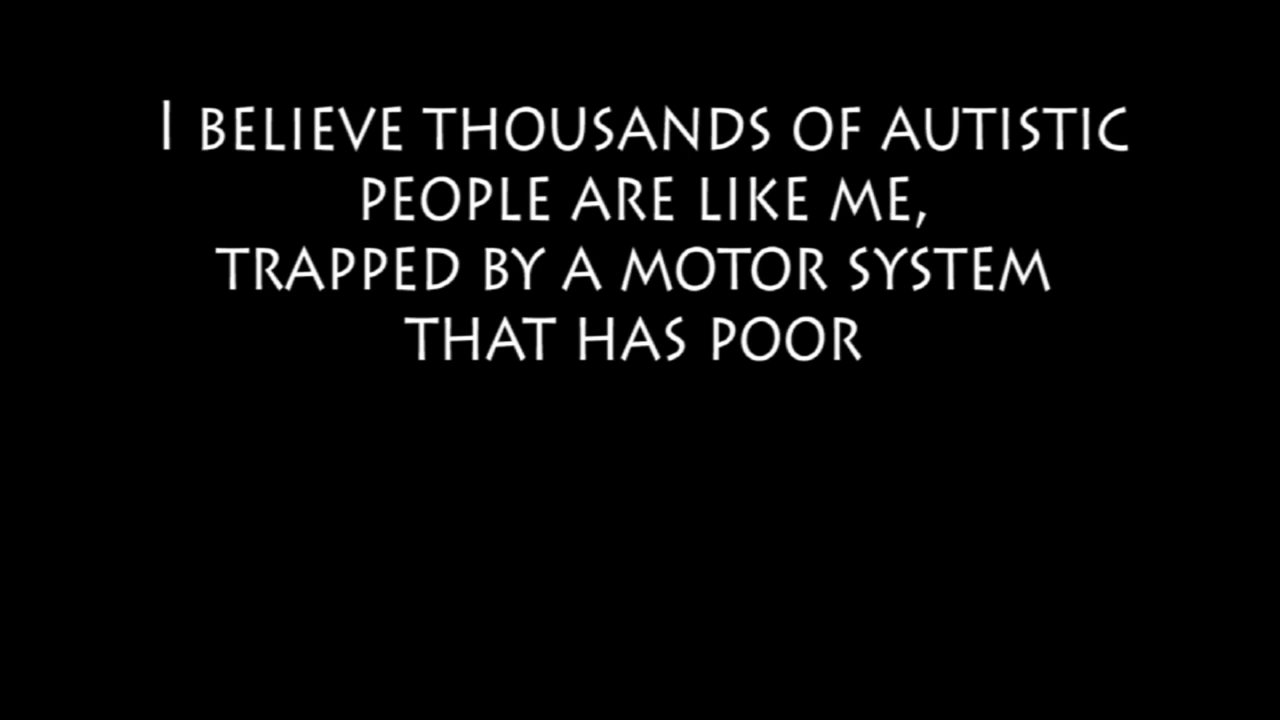 I BELIEVE THOUSANDS OF AUTISTIC
PEOPLE ARE LIKE ME,
TRAPPED BY A MOTOR SYSTEM
THAT HAS POOR